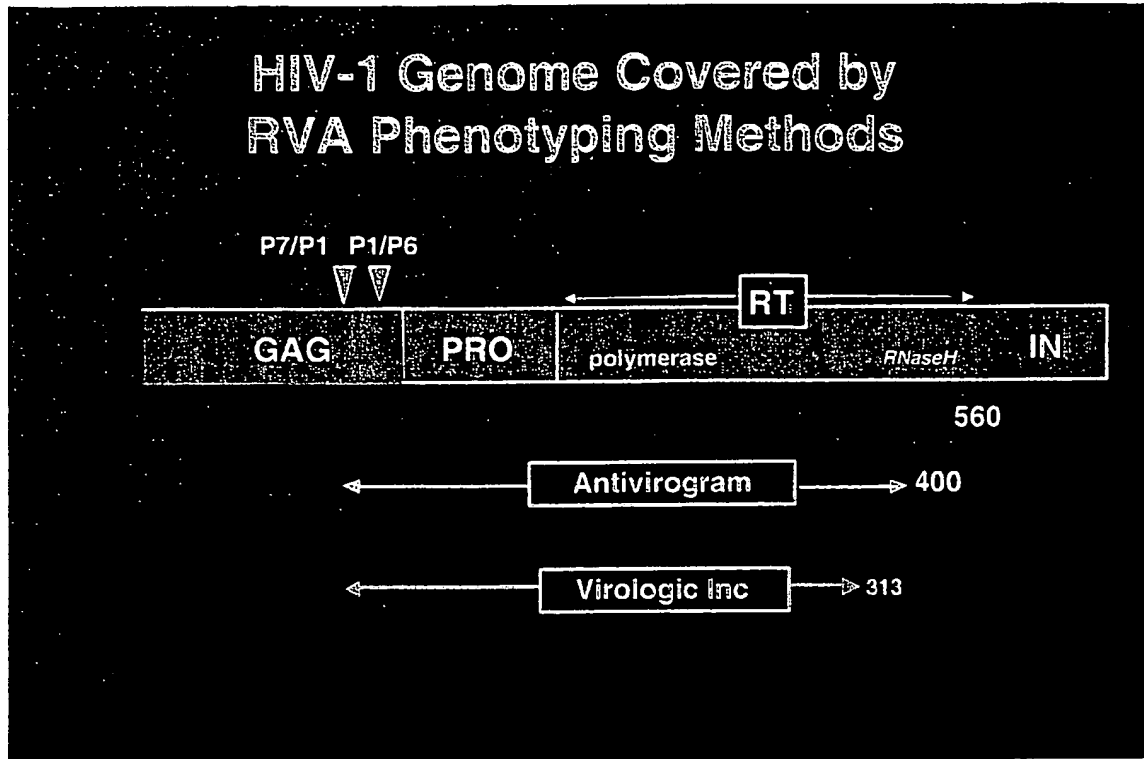 HIV-1 Genome Covered by
RVA Phenotyping Methods
P7/P1 P1/P6
RT
GAG PRO polymerase RNaseH IN
560
Antivirogram 400
Virologic Inc 313